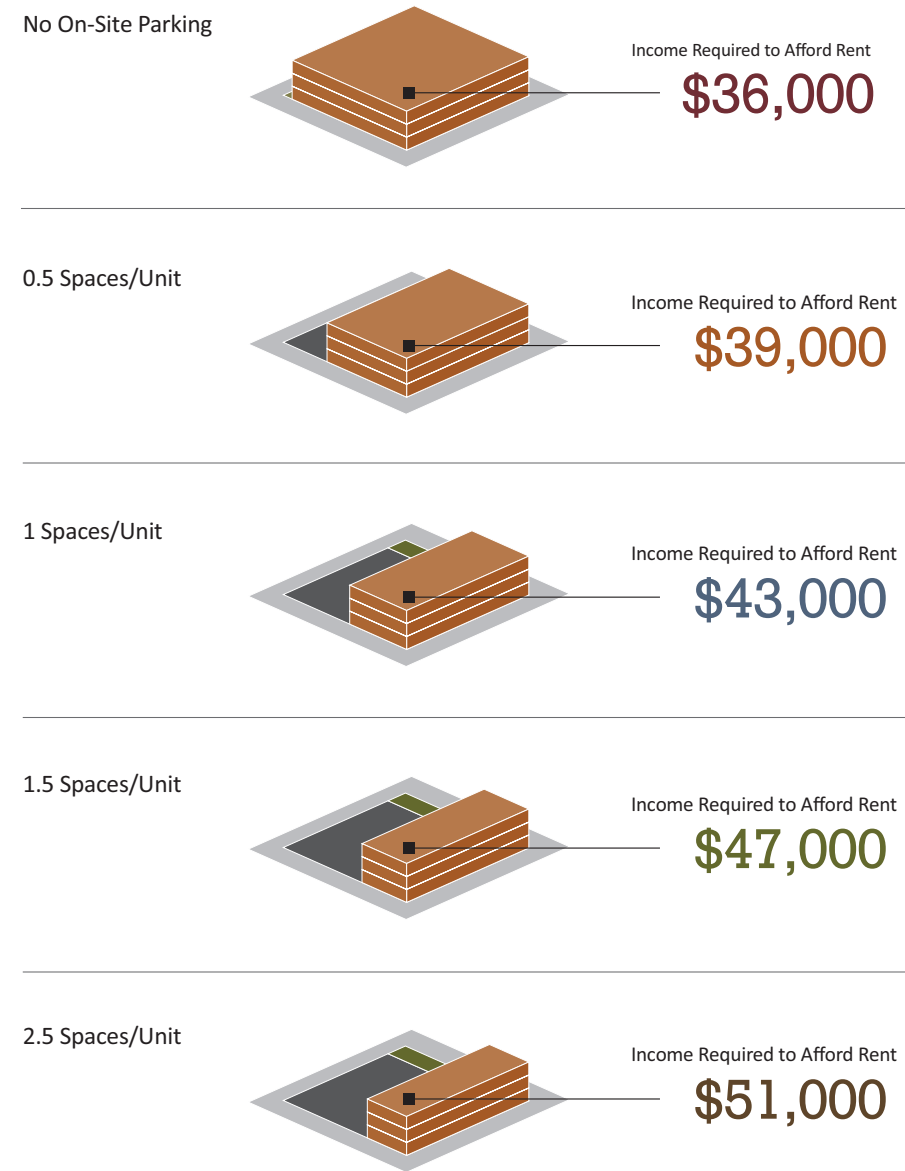 No On-Site Parking
Income Required to Afford Rent
$36,000
0.5 Spaces/Unit
Income Required to Afford Rent
$39,000
1 Spaces/Unit
Income Required to Afford Rent
$43,000
1.5 Spaces/Unit
Income Required to Afford Rent
$47,000
2.5 Spaces/Unit
Income Required to Afford Rent
$51,000